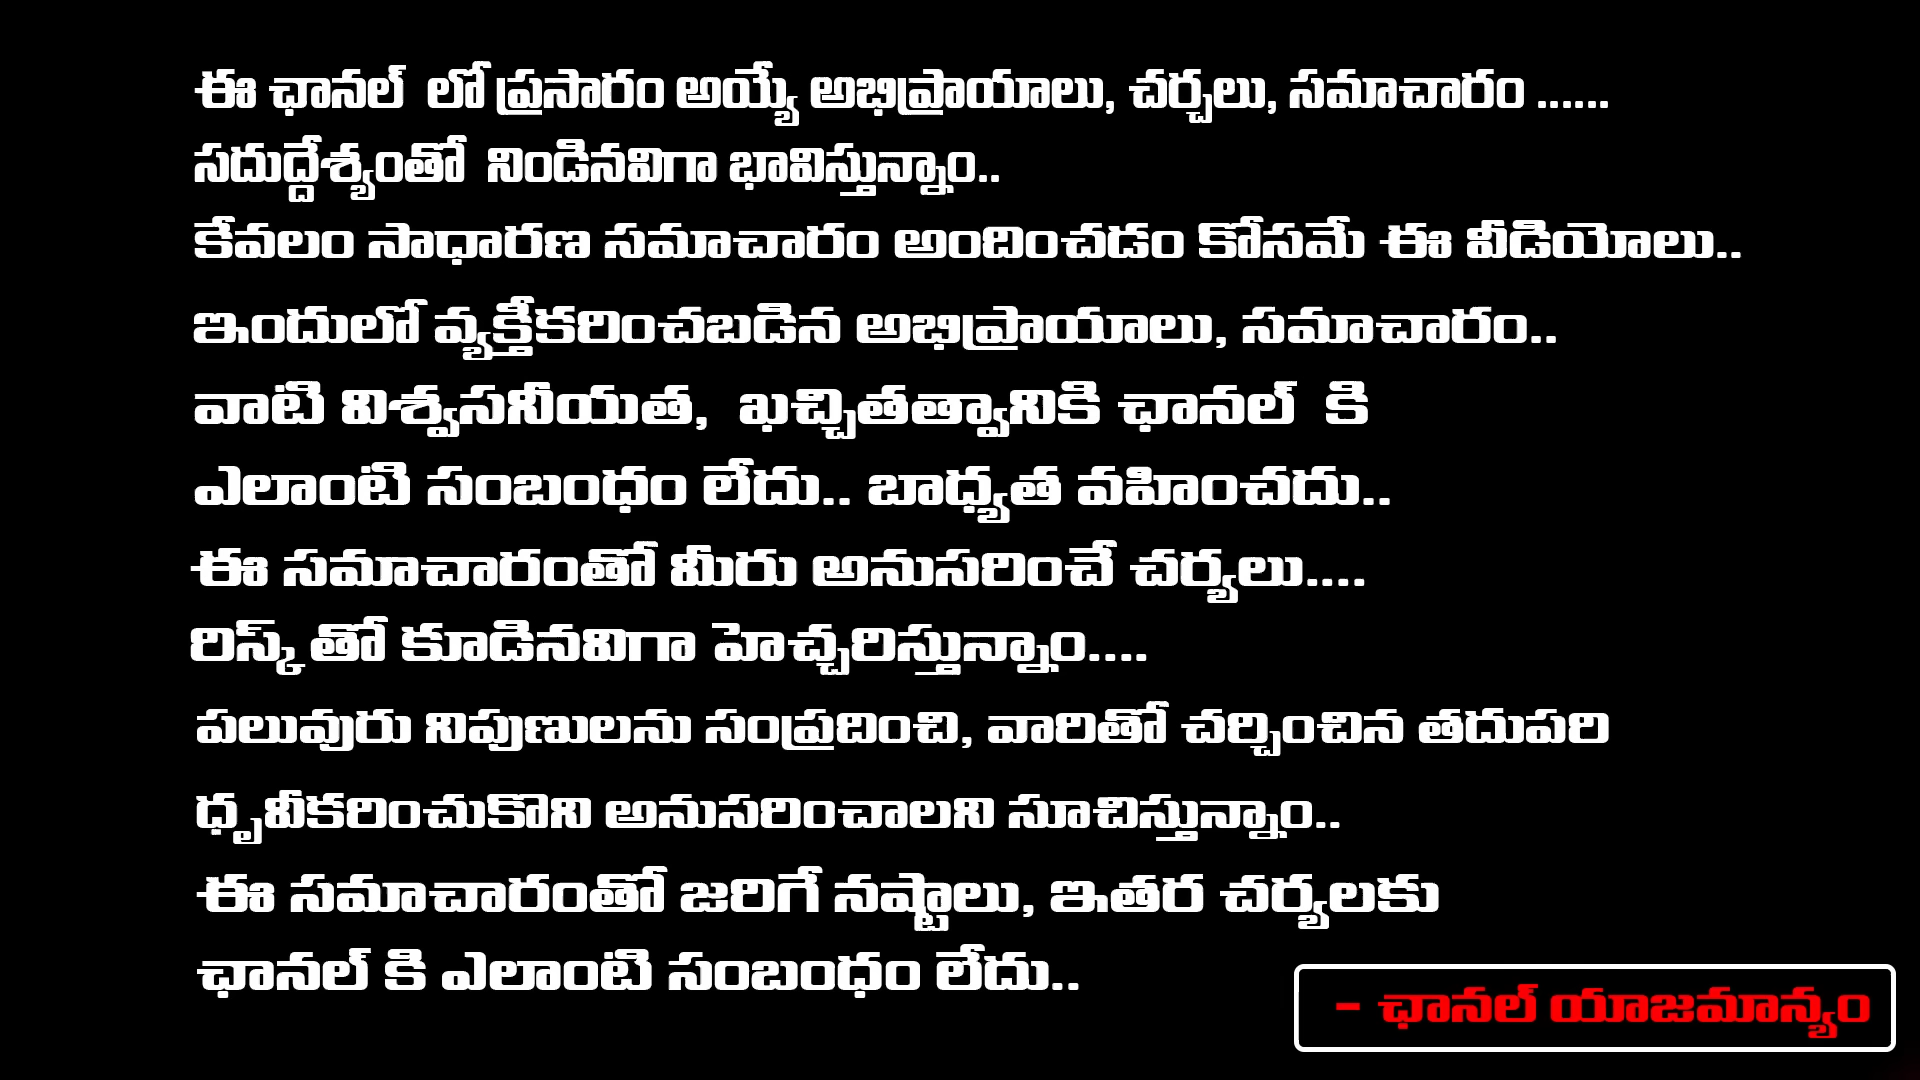 ఈ ఛానల్ లో ప్రసారం అయ్యే అభిప్రాయాలు, చర్చలు, సమాచారం ......
సదుద్దేశ్యంతో నిండినవిగా భావిస్తున్నాం..
కేవలం సాధారణ సమాచారం అందించడం కోసమే ఈ వీడియోలు..
ఇందులో వ్యక్తీకరించబడిన అభిప్రాయాలు, సమాచారం..
వాటి విశ్వసనీయత, ఖచ్చితత్వానికి ఛానల్ కి
ఎలాంటి సంబంధం లేదు.. బాధ్యత వహించదు..
ఈ సమాచారంతో మీరు అనుసరించే చర్యలు....
రిస్క్ తో కూడినవిగా హెచ్చరిస్తున్నాం....
పలువురు నిపుణులను సంప్రదించి, వారితో చర్చించిన తదుపరి
ధృవీకరించుకొని అనుసరించాలని సూచిస్తున్నాం..
ఈ సమాచారంతో జరిగే నష్టాలు, ఇతర చర్యలకు
ఛానల్ కి ఎలాంటి సంబంధం లేదు..
- ఛానల్ యాజమాన్యం